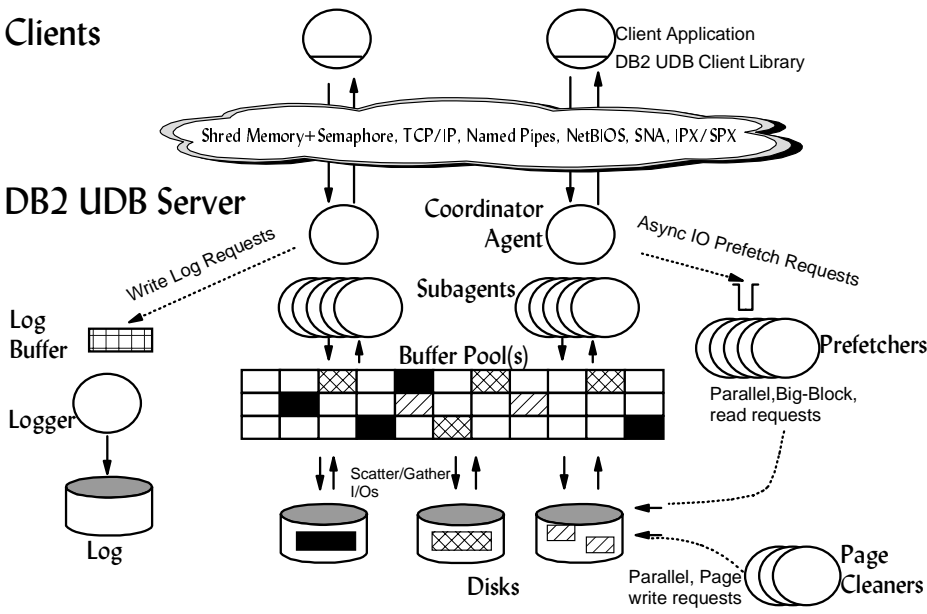 Clients
Client Application
DB2 UDB Client Library
Shred Memory+Semaphore, TCP/IP, Named Pipes, NetBIOS, SNA, IPX/SPX
DB2 UDB Server
Coordinator
Agent
Async IO Prefetch Requests
Write Log Requests
Subagents
Log
Buffer
Buffer Pool(s)
Prefetchers
Parallel,Big-Block,
read requests
Logger
Scatter/Gather
I/Os
Log
Disks
Parallel, Page
write requests
Page
Cleaners